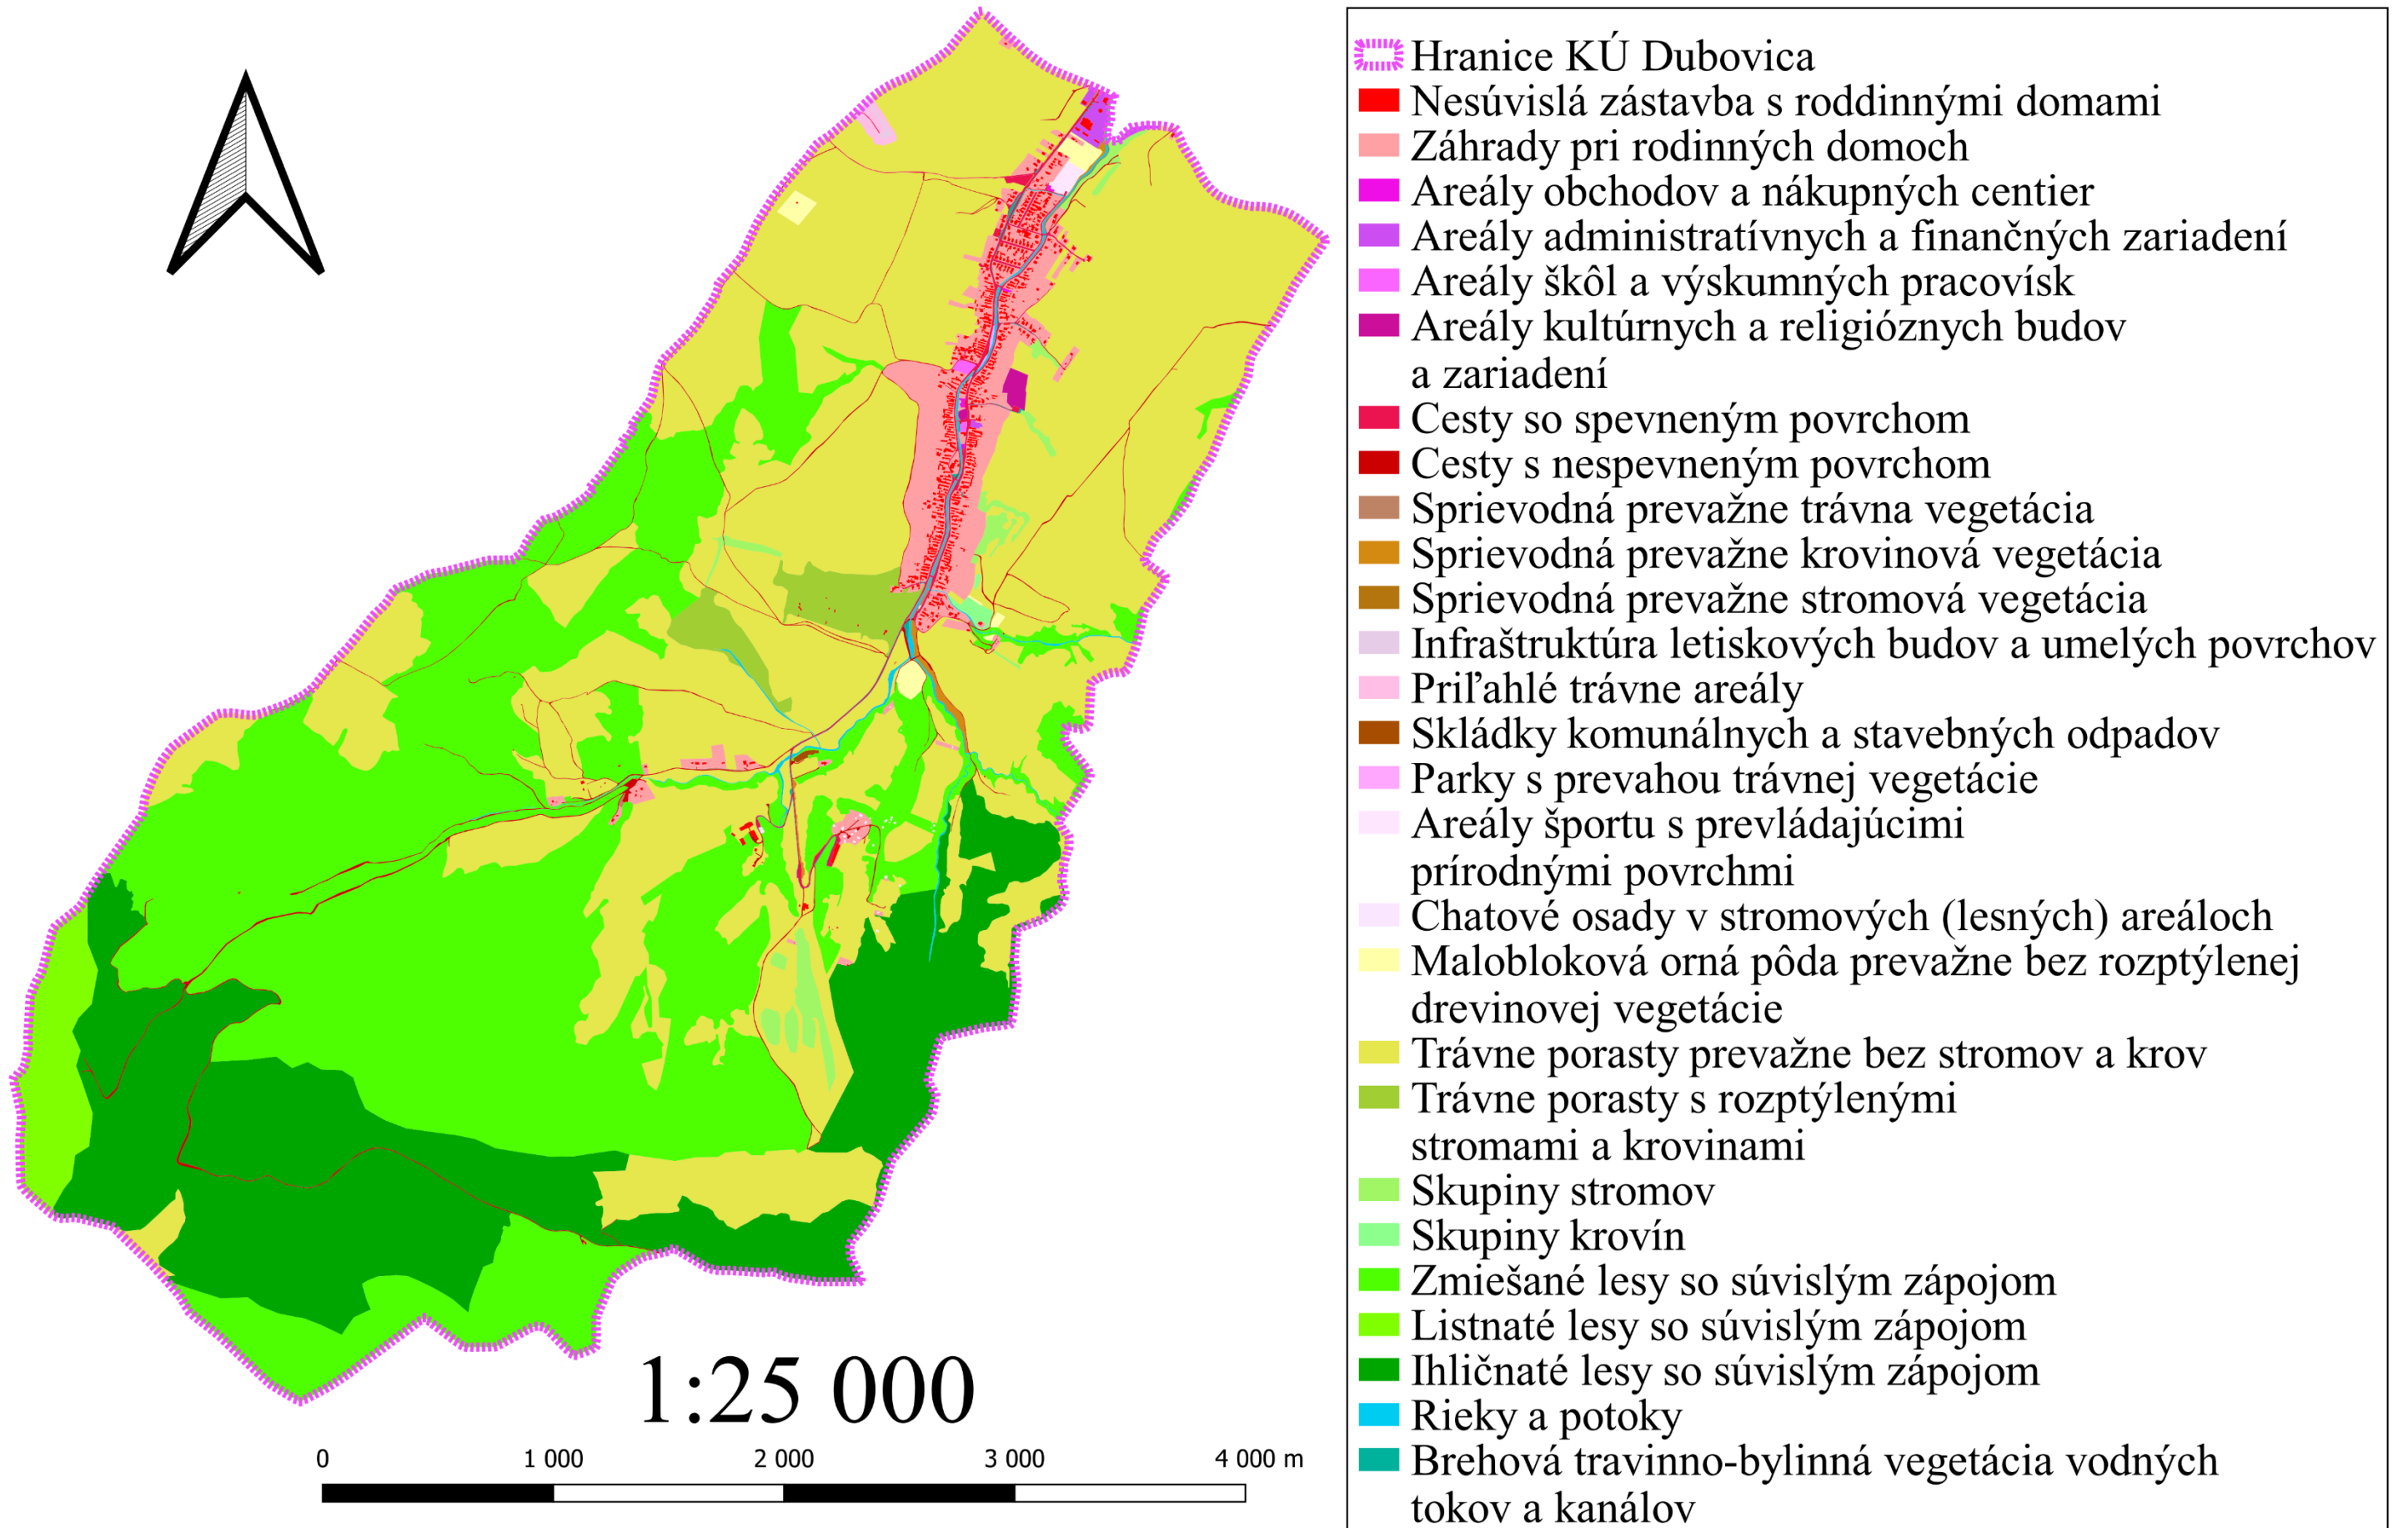 Hranice KÚ Dubovica
Nesúvislá zástavba s roddinnými domami
Záhrady pri rodinných domoch
Areály obchodov a nákupných centier
Areály administratívnych a finančných zariadení
Areály škôl a výskumných pracovísk
Areály kultúrnych a religióznych budov
a zariadení
Cesty so spevneným povrchom
Cesty s nespevneným povrchom
Sprievodná prevažne trávna vegetácia
Sprievodná prevažne krovinová vegetácia
Sprievodná prevažne stromová vegetácia
Infraštruktúra letiskových budov a umelých povrchov
Priľahlé trávne areály
Skládky komunálnych a stavebných odpadov
Parky s prevahou trávnej vegetácie
Areály športu s prevládajúcimi
prírodnými povrchmi
Chatové osady v stromových (lesných) areáloch
Malobloková orná pôda prevažne bez rozptýlenej
drevinovej vegetácie
Trávne porasty prevažne bez stromov a krov
Trávne porasty s rozptýlenými
stromami a krovinami
Skupiny stromov
Skupiny krovín
Zmiešané lesy so súvislým zápojom
Listnaté lesy so súvislým zápojom
Ihličnaté lesy so súvislým zápojom
Rieky a potoky
Brehová travinno-bylinná vegetácia vodných
tokov a kanálov
1:25 000
0 1 000 2 000 3 000 4 000 m